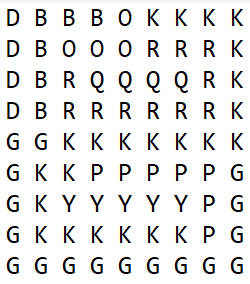 D B B B O K K K K
D B O O O R R R K
D B R Q Q Q Q R K
D B R R R R R R K
G G K K K K K K K
G K K P P P P P G
G K Y Y Y Y Y P G
G K K K K K K P G
G G G G G G G G G